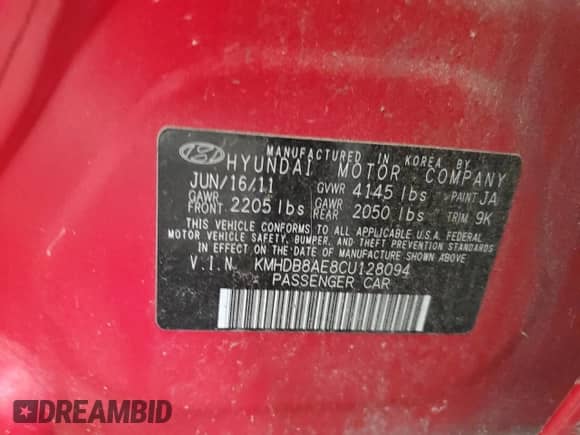 MANUFACTURED IN KOREA BY
HYUNDAI MOTOR COMPANY
JUN/16/11 GVWR 4145 lbs PAINT JA
GAWR FRONT 2205 lbs GAWR REAR 2050 lbs TRIM 9K
THIS VEHICLE CONFORMS TO ALL APPLICABLE U.S.A. FEDERAL
MOTOR VEHICLE SAFETY, BUMPER, AND THEFT PREVENTION STANDARDS
IN EFFECT ON THE DATE OF MANUFACTURE SHOWN ABOVE.
V.I.N. KMHDB8AE8CU128094
PASSENGER CAR
DREAMBID